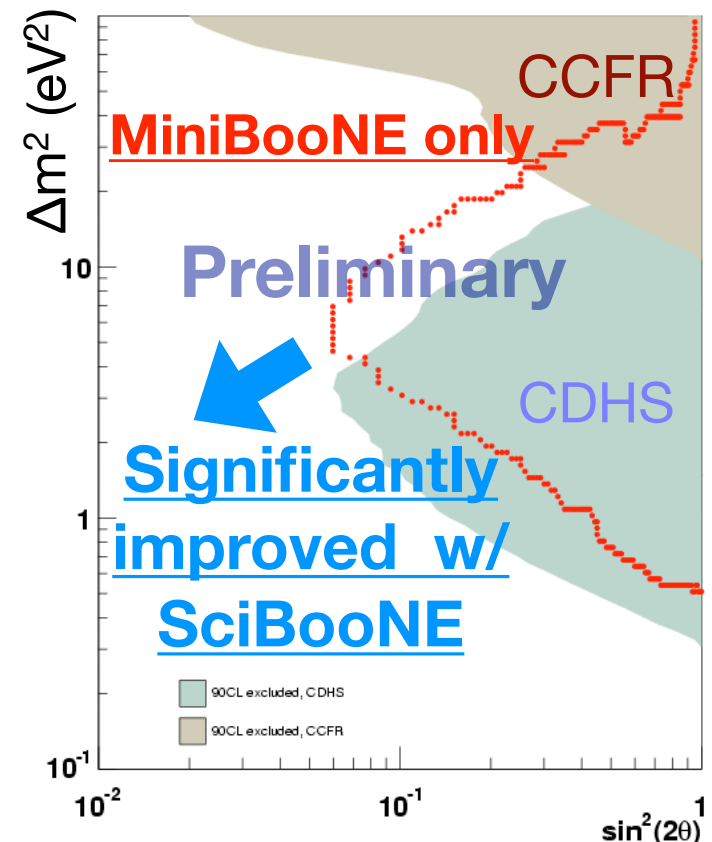 Δm² (eV²)
CCFR
MiniBooNE only
Preliminary
10
CDHS
Significantly
improved w/
SciBooNE
1
90CL excluded, CDHS
90CL excluded, CCFR
10⁻¹
10⁻² 10⁻¹ 1
sin²(2θ)